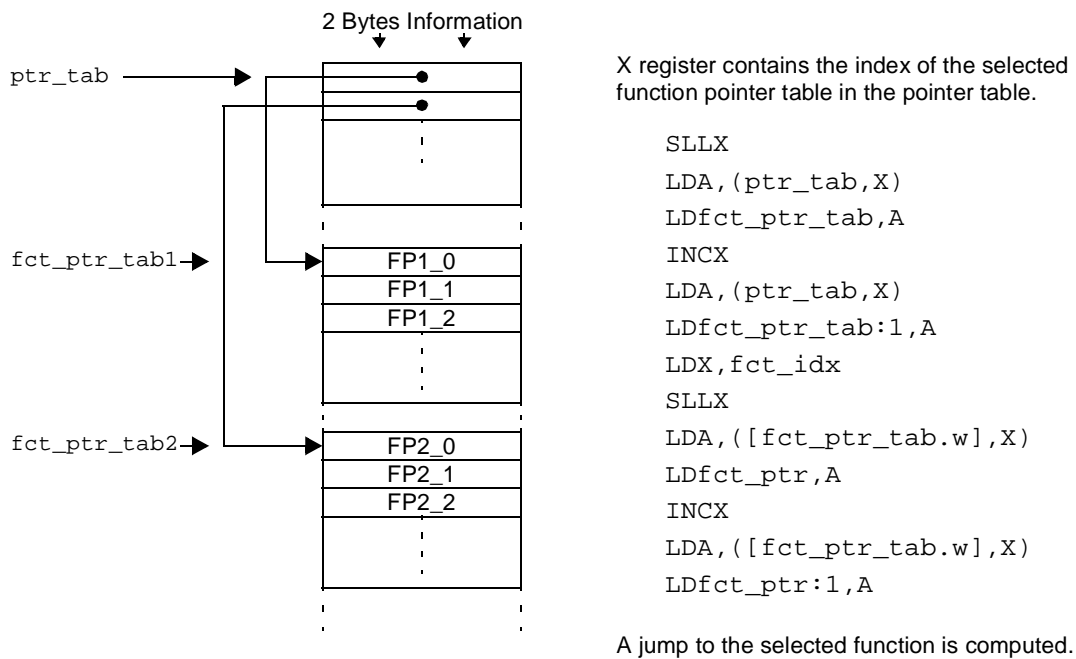 2 Bytes Information
ptr_tab
fct_ptr_tab1
FP1_0
FP1_1
FP1_2
fct_ptr_tab2
FP2_0
FP2_1
FP2_2
X register contains the index of the selected
function pointer table in the pointer table.
SLLX
LDA,(ptr_tab,X)
LDfct_ptr_tab,A
INCX
LDA,(ptr_tab,X)
LDfct_ptr_tab:1,A
LDX,fct_idx
SLLX
LDA,([fct_ptr_tab.w],X)
LDfct_ptr,A
INCX
LDA,([fct_ptr_tab.w],X)
LDfct_ptr:1,A
A jump to the selected function is computed.